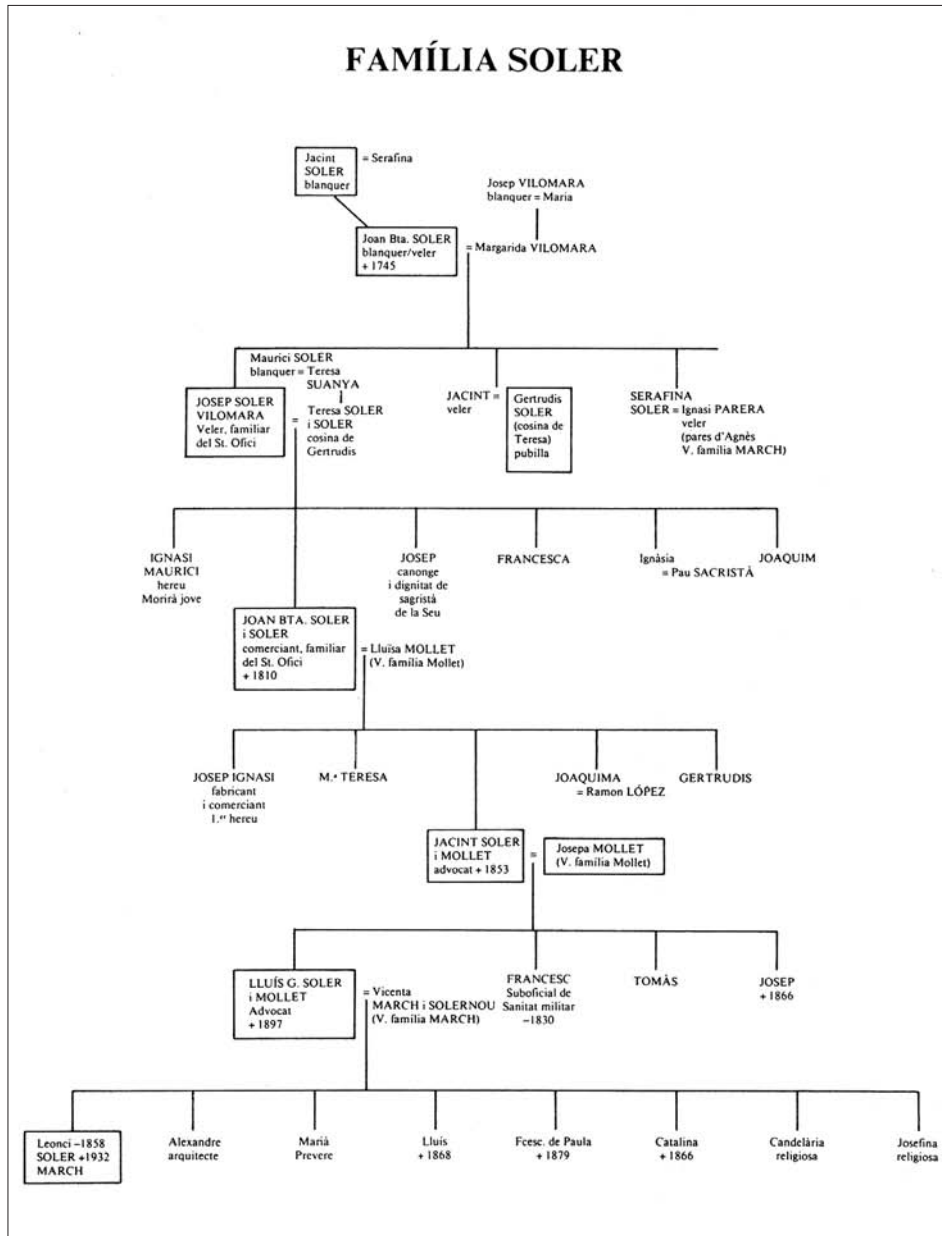 FAMÍLIA SOLER
Jacint = Serafina
SOLER
blanquer
Josep VILOMARA
blanquer = Maria
Joan Bta. SOLER
blanquer/veler
+ 1745
= Margarida VILOMARA
Maurici SOLER
blanquer = Teresa
SUANYA
JOSEP SOLER
VILOMARA
Veler, familiar
del St. Ofici
=
Teresa SOLER
i SOLER
cosina de
Gertrudis
JACINT =
veler
Gertrudis
SOLER
(cosina de
Teresa)
pubilla
SERAFINA
SOLER = Ignasi PARERA
veler
(pares d'Agnès
V. família MARCH)
IGNASI
MAURICI
hereu
Morirà jove
JOSEP
canonge
i dignitat de
sagristá
de la Seu
FRANCESCA
Ignàsia
= Pau SACRISTÀ
JOAQUIM
JOAN BTA. SOLER
i SOLER
comerciant, familiar
del St. Ofici
+ 1810
= Lluïsa MOLLET
(V. família Mollet)
JOSEP IGNASI
fabricant
i comerciant
1.er hereu
M.ª TERESA
JOAQUIMA
= Ramon LÓPEZ
GERTRUDIS
JACINT SOLER
i MOLLET
advocat + 1853
=
Josepa MOLLET
(V. família Mollet)
LLUÍS G. SOLER
i MOLLET
Advocat
+ 1897
= Vicenta
MARCH i SOLERNOU
(V. família MARCH)
FRANCESC
Suboficial de
Sanitat militar
–1830
TOMÀS
JOSEP
+ 1866
Leonci –1858
SOLER +1932
MARCH
Alexandre
arquitecte
Marià
Prevere
Lluís
+ 1868
Fcesc. de Paula
+ 1879
Catalina
+ 1866
Candelària
religiosa
Josefina
religiosa